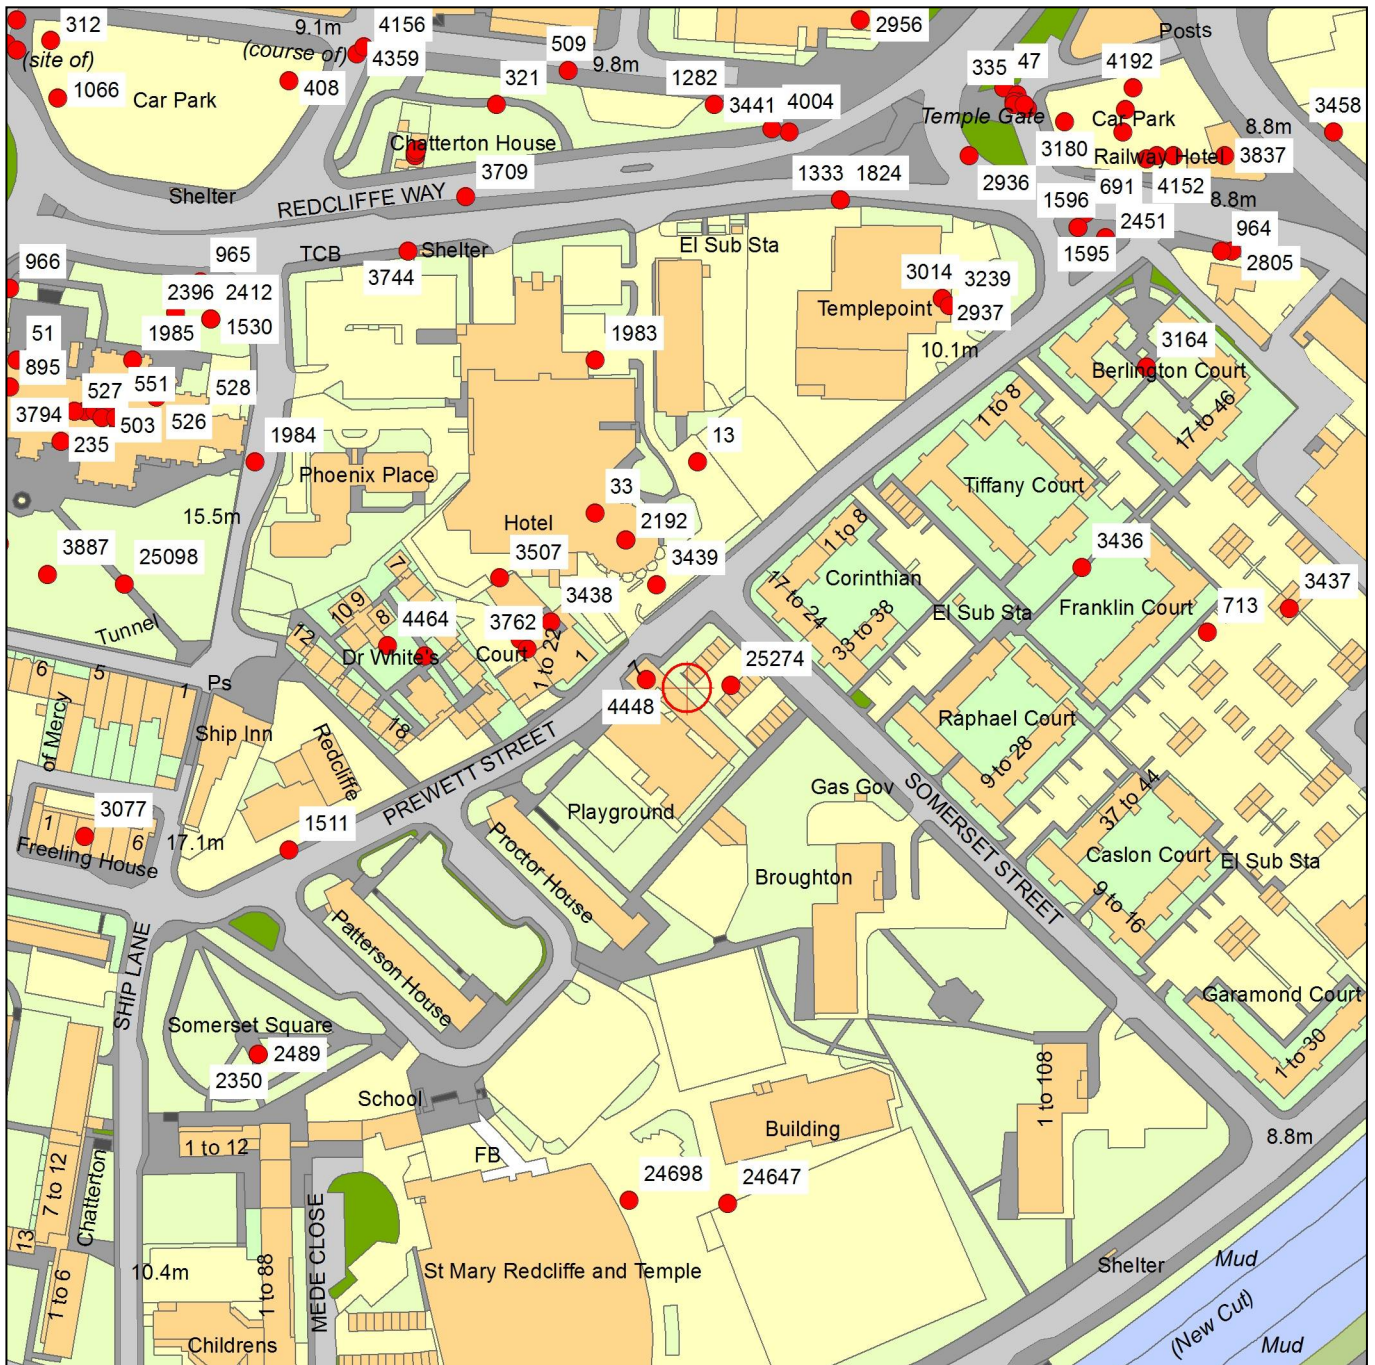 312
9.1m
4156
2956
Posts
(site of)
(course of)
4359
509
9.8m
335
47
4192
1066
Car Park
408
321
1282
3441
4004
Temple Gate
Car Park
3458
8.8m
Chatterton House
3180
Railway Hotel
3837
Shelter
REDCLIFFE WAY
3709
1333
1824
2936
1596
691
4152
8.8m
966
965
TCB
Shelter
3744
El Sub Sta
1595
2451
964
2805
2396
2412
3014
3239
Templepoint
2937
51
1985
1530
1983
10.1m
3164
895
527
551
528
Berlington Court
3794
503
526
1 to 8
17 to 46
235
1984
13
Phoenix Place
Tiffany Court
15.5m
33
Hotel
2192
1 to 8
3887
25098
3507
3439
3436
7
Corinthian
17 to 24
33 to 38
El Sub Sta
Franklin Court
3437
713
10
9
8
3438
Tunnel
12
4464
3762
Dr White's
Court
1 to 22
1
6
5
1
Ps
7
25274
4448
18
of Mercy
Ship Inn
Redcliffe
PREWETT STREET
Raphael Court
9 to 28
Gas Gov
SOMERSET STREET
37 to 44
3077
1
6
Freeling House
17.1m
1511
Playground
Proctor House
Broughton
Caslon Court
El Sub Sta
9 to 16
SHIP LANE
Patterson House
Garamond Court
1 to 30
Somerset Square
2489
2350
School
1 to 108
Building
8.8m
1 to 12
FB
7 to 12
Chatterton
24698
24647
13
MEDE CLOSE
10.4m
1 to 6
1 to 88
St Mary Redcliffe and Temple
Shelter
Mud
(New Cut)
Childrens
Mud